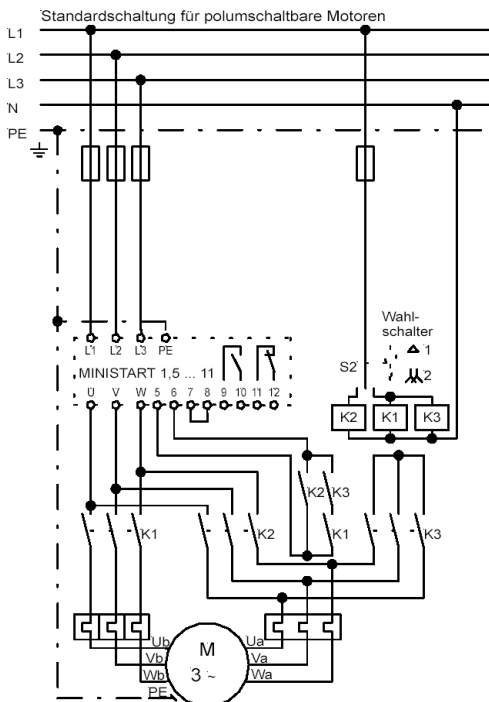 Standardschaltung für polumschaltbare Motoren
L1
L2
L3
N
PE
Wahl-
schalter
S2
1
2
L1 L2 L3 PE
MINISTART 1,5 ... 11
U V W 5 6 7 8 9 10 11 12
K2 K1 K3
K2 K3
K1 K2 K1 K3
Ub Ua
Vb Va
Wb Wa
M
3 ~
PE